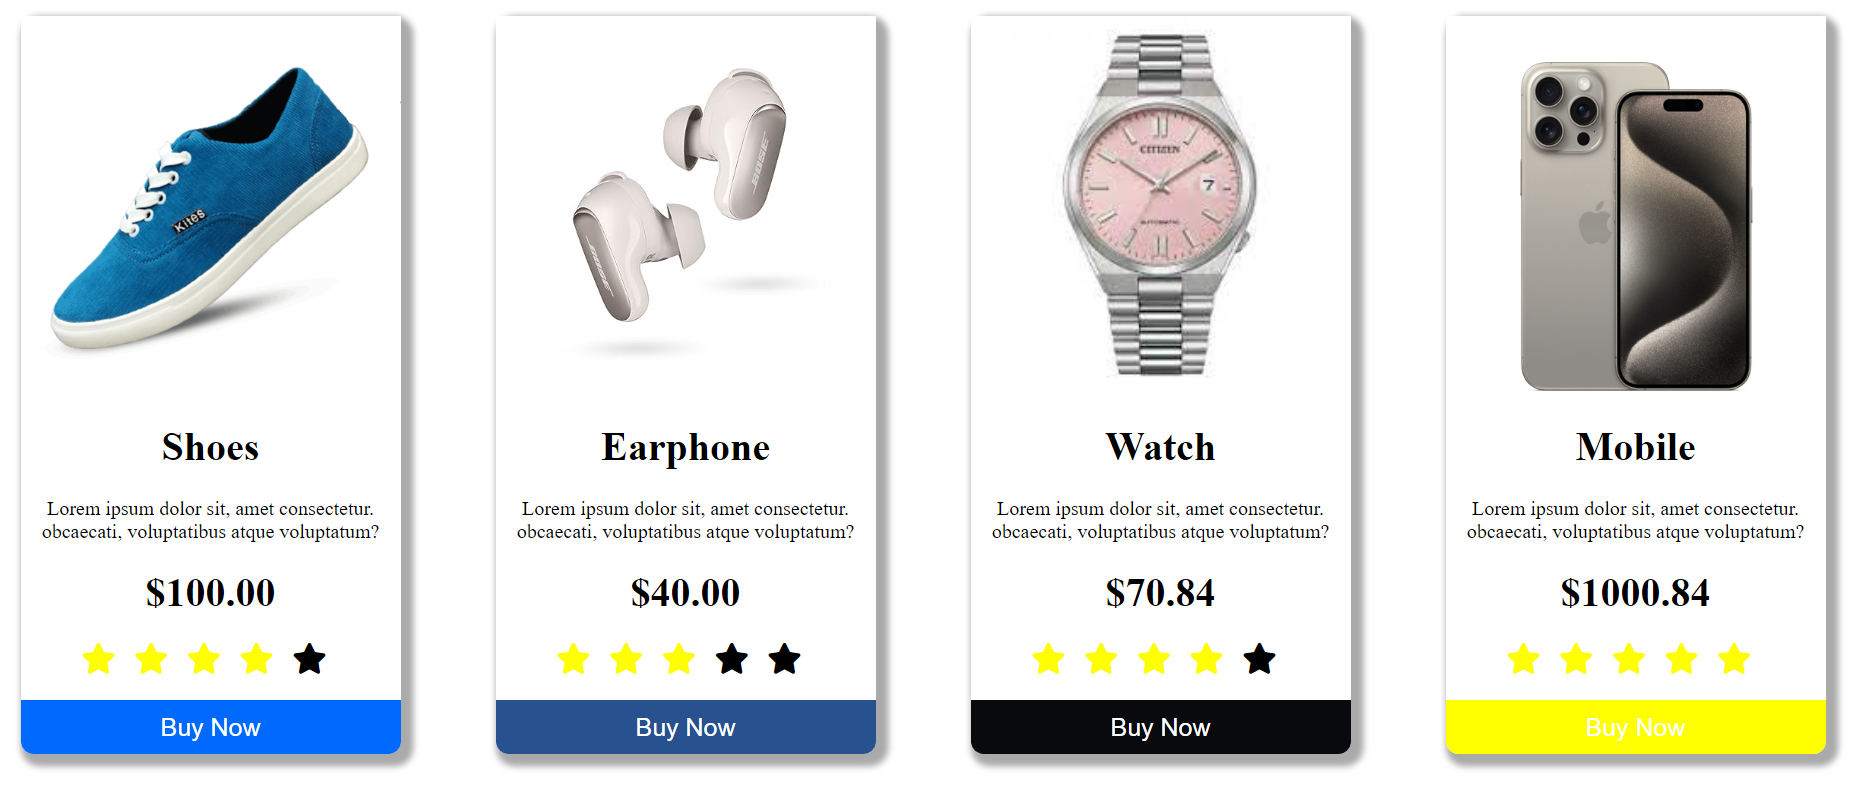 Kites
Shoes
Lorem ipsum dolor sit, amet consectetur.
obcaecati, voluptatibus atque voluptatum?
$100.00
Buy Now
BOSE
BOSE
Earphone
Lorem ipsum dolor sit, amet consectetur.
obcaecati, voluptatibus atque voluptatum?
$40.00
Buy Now
CITIZEN
7
AUTOMATIC
Watch
Lorem ipsum dolor sit, amet consectetur.
obcaecati, voluptatibus atque voluptatum?
$70.84
Buy Now
Mobile
Lorem ipsum dolor sit, amet consectetur.
obcaecati, voluptatibus atque voluptatum?
$1000.84
Buy Now